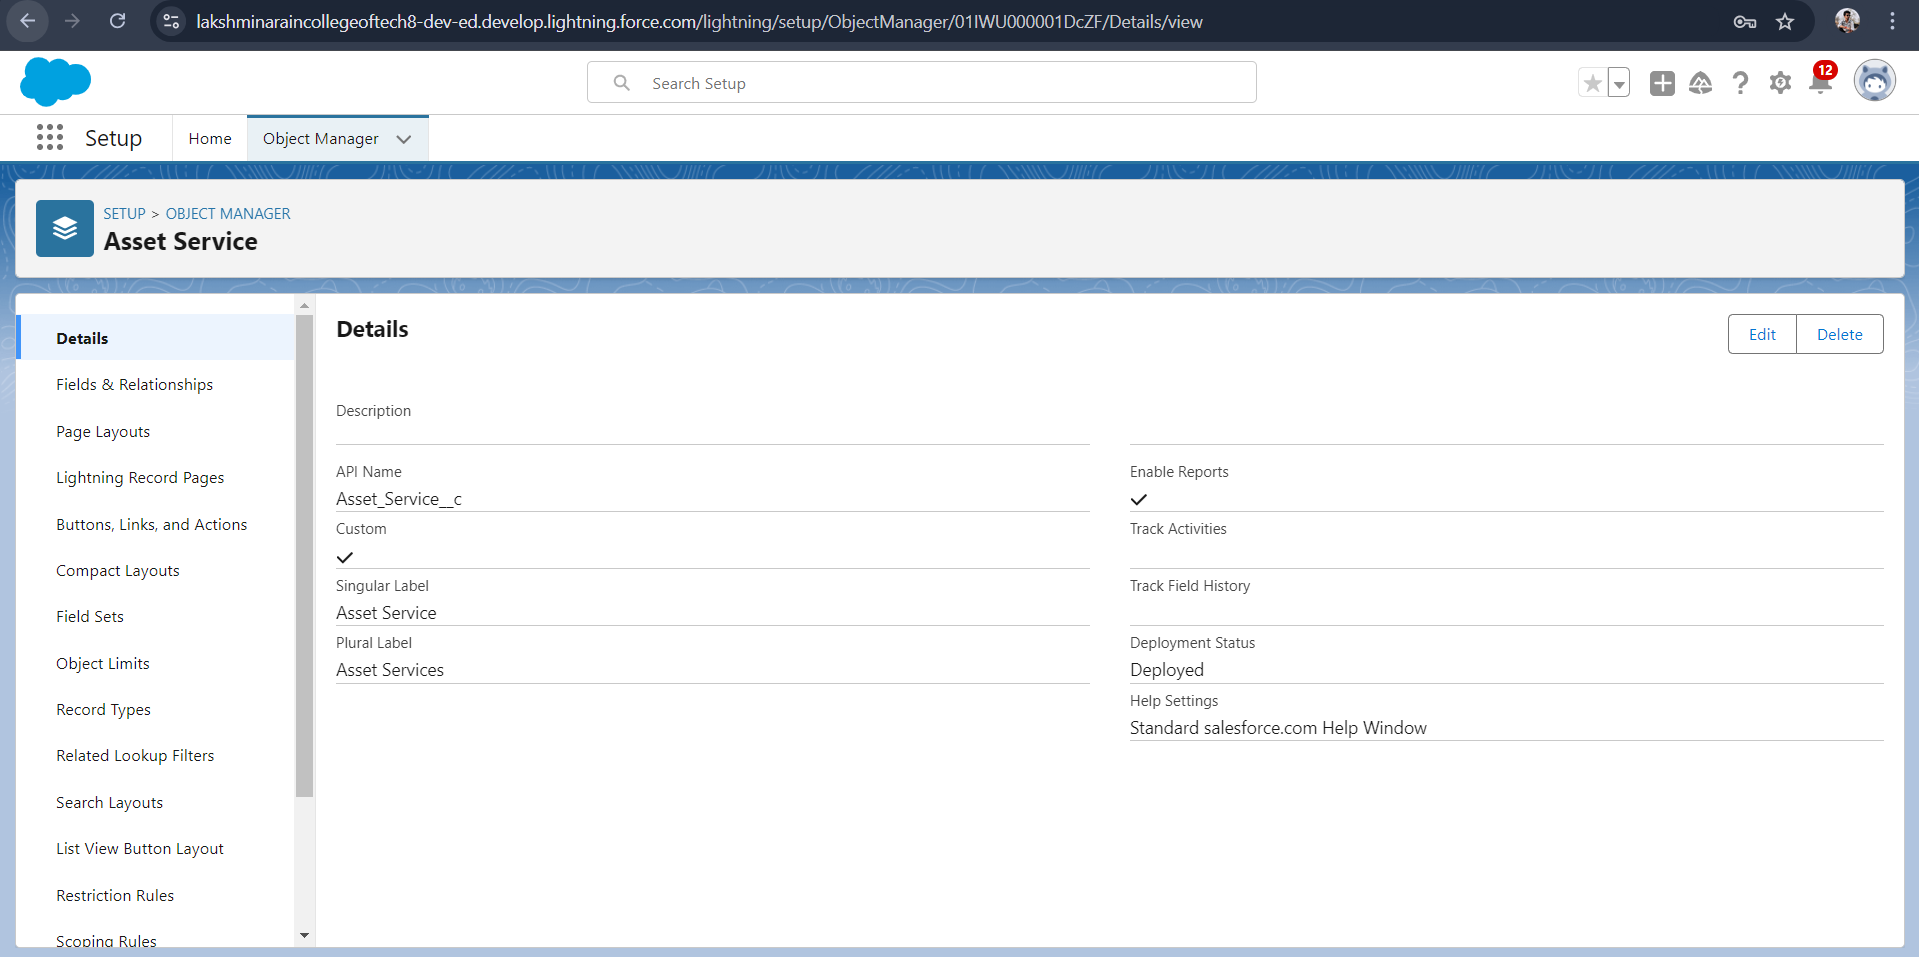 lakshminaraincollegeoftech8-dev-ed.develop.lightning.force.com/lightning/setup/ObjectManager/01IWU000001DcZF/Details/view
Search Setup
12
Setup
Home
Object Manager
SETUP > OBJECT MANAGER
Asset Service
Details
Fields & Relationships
Page Layouts
Lightning Record Pages
Buttons, Links, and Actions
Compact Layouts
Field Sets
Object Limits
Record Types
Related Lookup Filters
Search Layouts
List View Button Layout
Restriction Rules
Scoping Rules
Details
Edit
Delete
Description
API Name
Asset_Service__c
Custom
Singular Label
Asset Service
Plural Label
Asset Services
Enable Reports
Track Activities
Track Field History
Deployment Status
Deployed
Help Settings
Standard salesforce.com Help Window